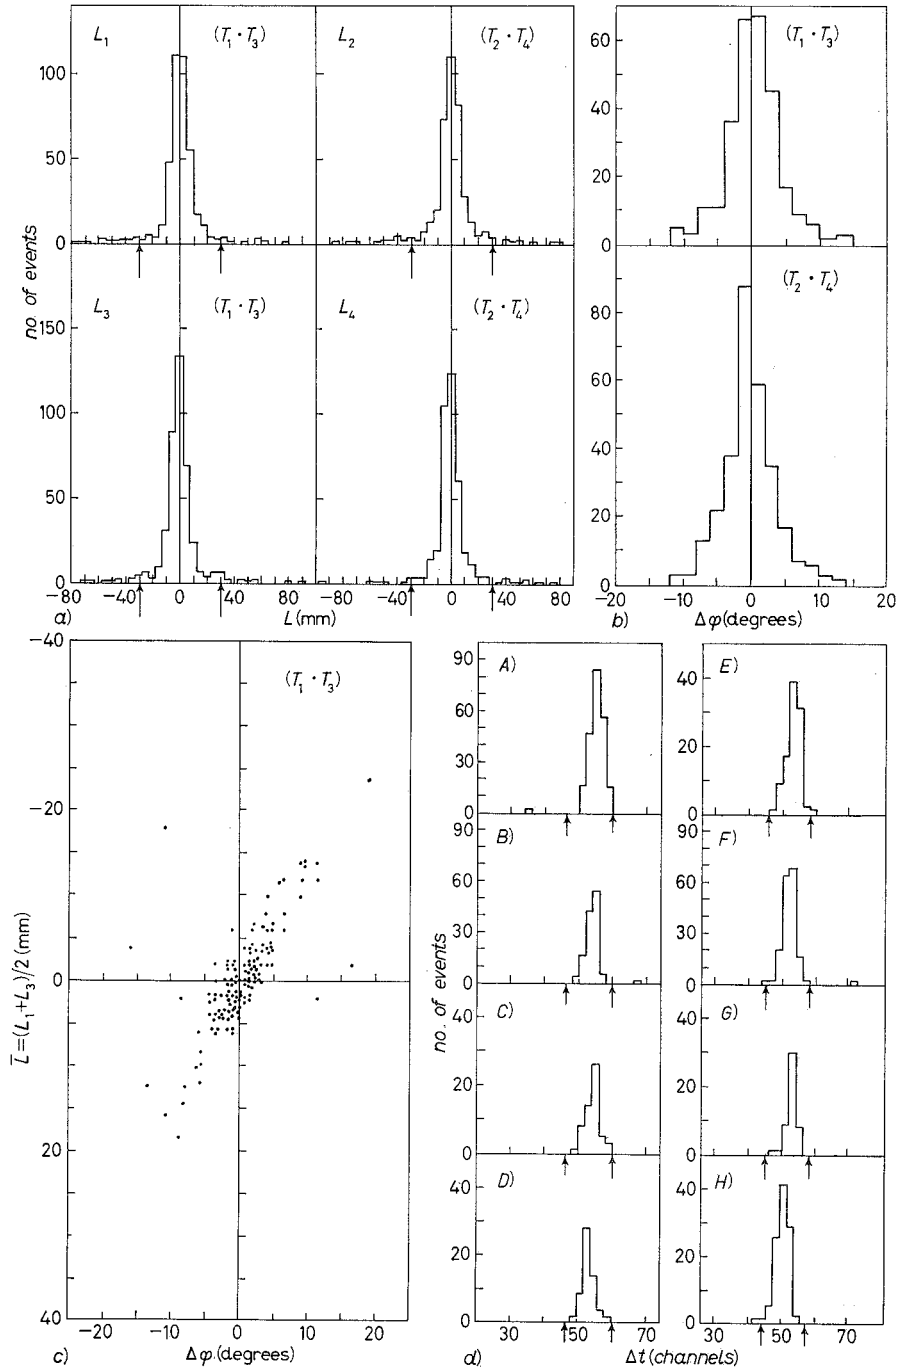 L₁ (T₁ · T₃) L₂ (T₂ · T₄)
100
50
0
L₃ (T₁ · T₃) L₄ (T₂ · T₄)
150
100
50
0
no. of events
−80 −40 0 40 80 −40 0 40 80
a) L (mm)
(T₁ · T₃)
60
40
20
0
(T₂ · T₄)
80
60
40
20
0
−20 −10 0 10 20
b) Δφ (degrees)
(T₁ · T₃)
−40
−20
0
20
40
L̄ = (L₁+L₃)/2 (mm)
−20 −10 0 10 20
c) Δφ (degrees)
A)
90
60
30
0
B)
90
60
30
0
C)
40
20
0
D)
40
20
0
30 50 70
no. of events
E)
40
20
0
F)
90
60
30
0
G)
40
20
0
H)
40
20
0
30 50 70
d) Δt (channels)